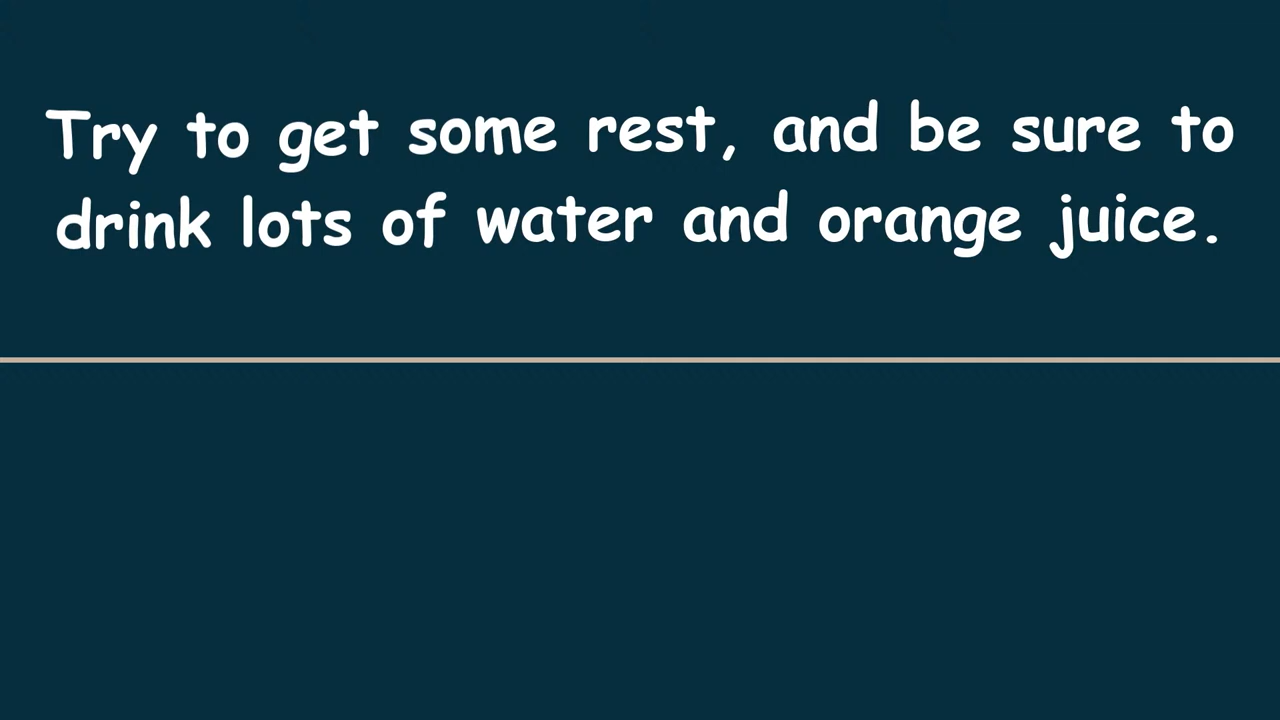 Try to get some rest, and be sure to
drink lots of water and orange juice.